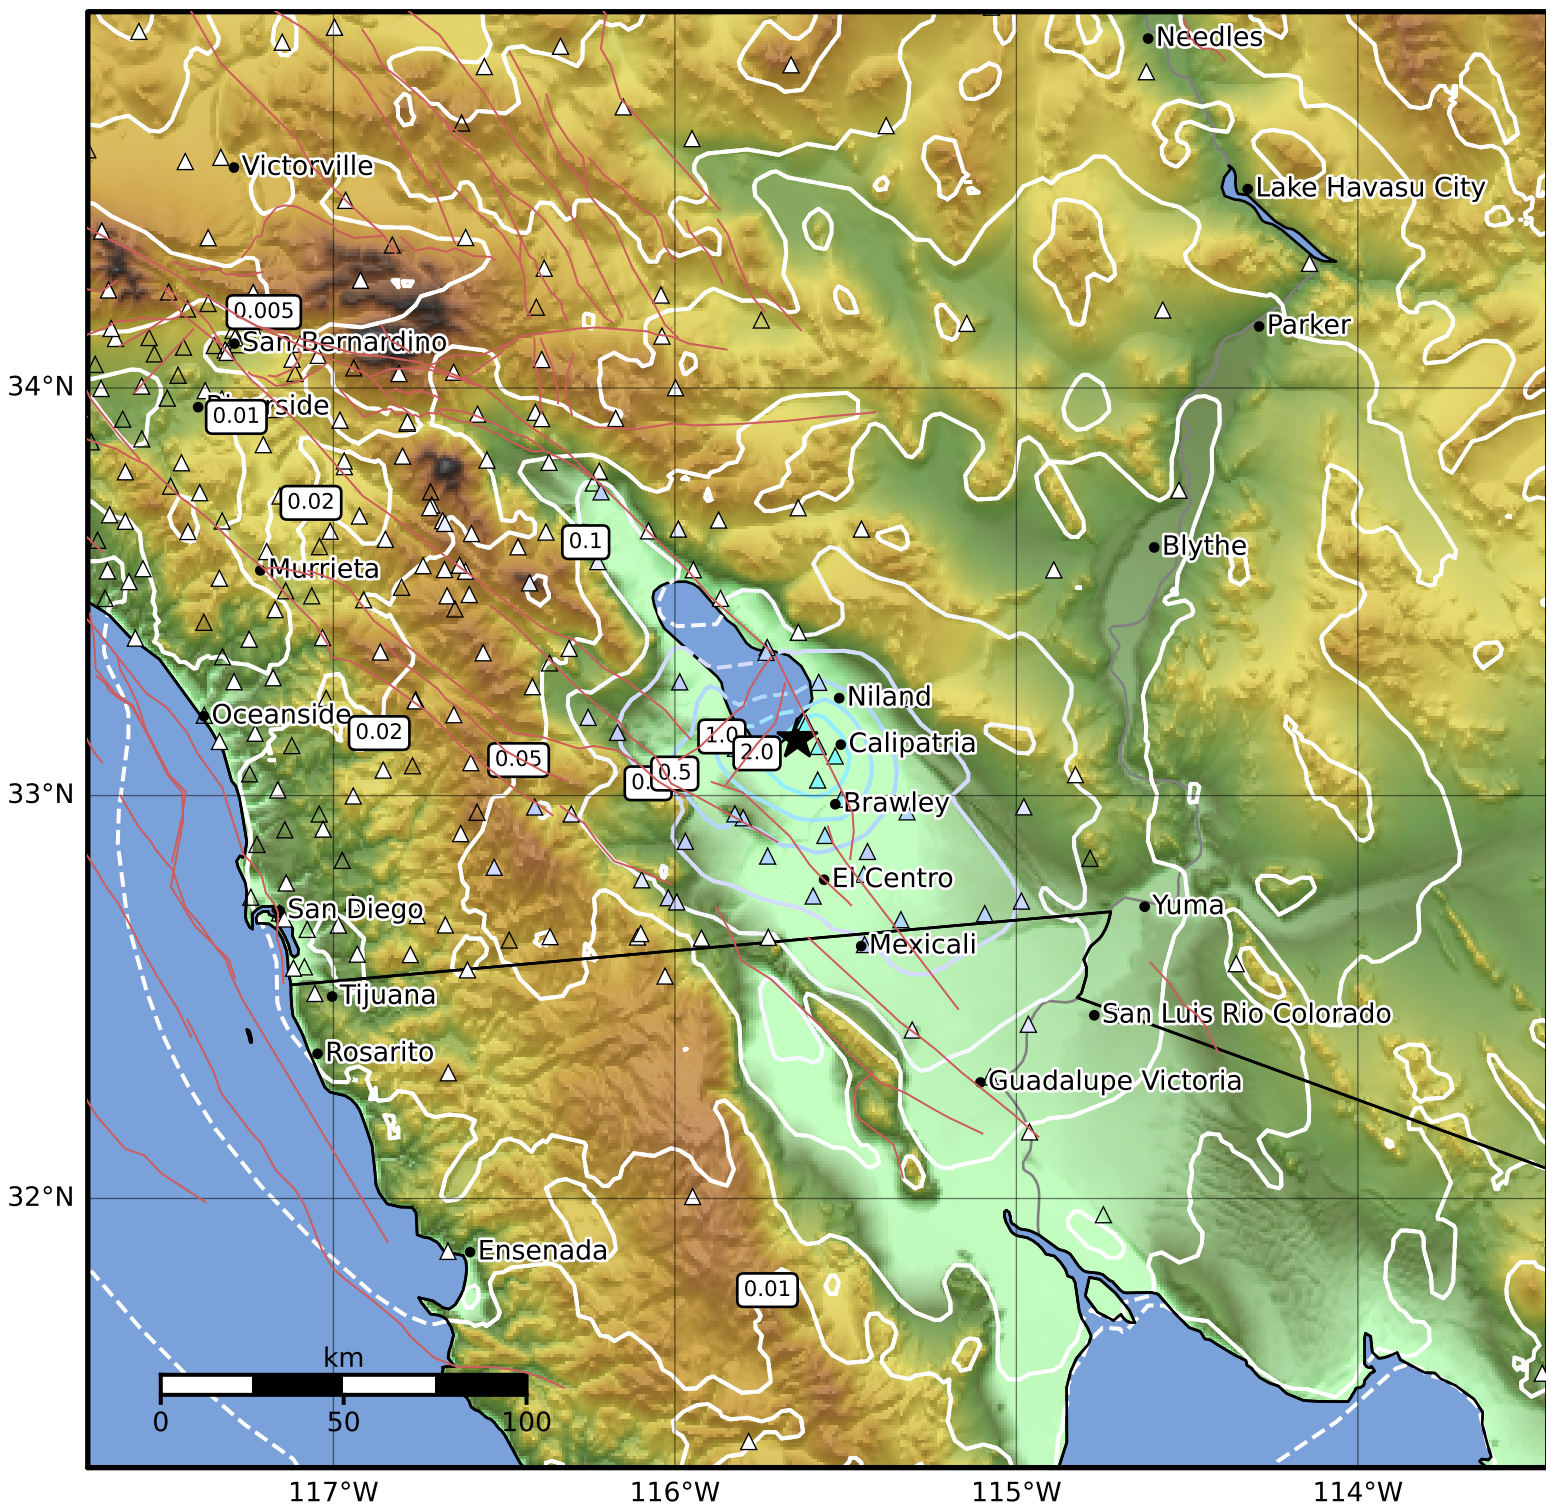 Needles
Victorville
Lake Havasu City
0.005
Parker
San Bernardino
34°N
0.01
0.02
0.1
Blythe
Murrieta
Niland
Oceanside
0.02
1.0
2.0
Calipatria
0.05
0.5
33°N
Brawley
El Centro
San Diego
Yuma
Mexicali
Tijuana
San Luis Rio Colorado
Rosarito
Guadalupe Victoria
32°N
Ensenada
0.01
km
0 50 100
117°W 116°W 115°W 114°W